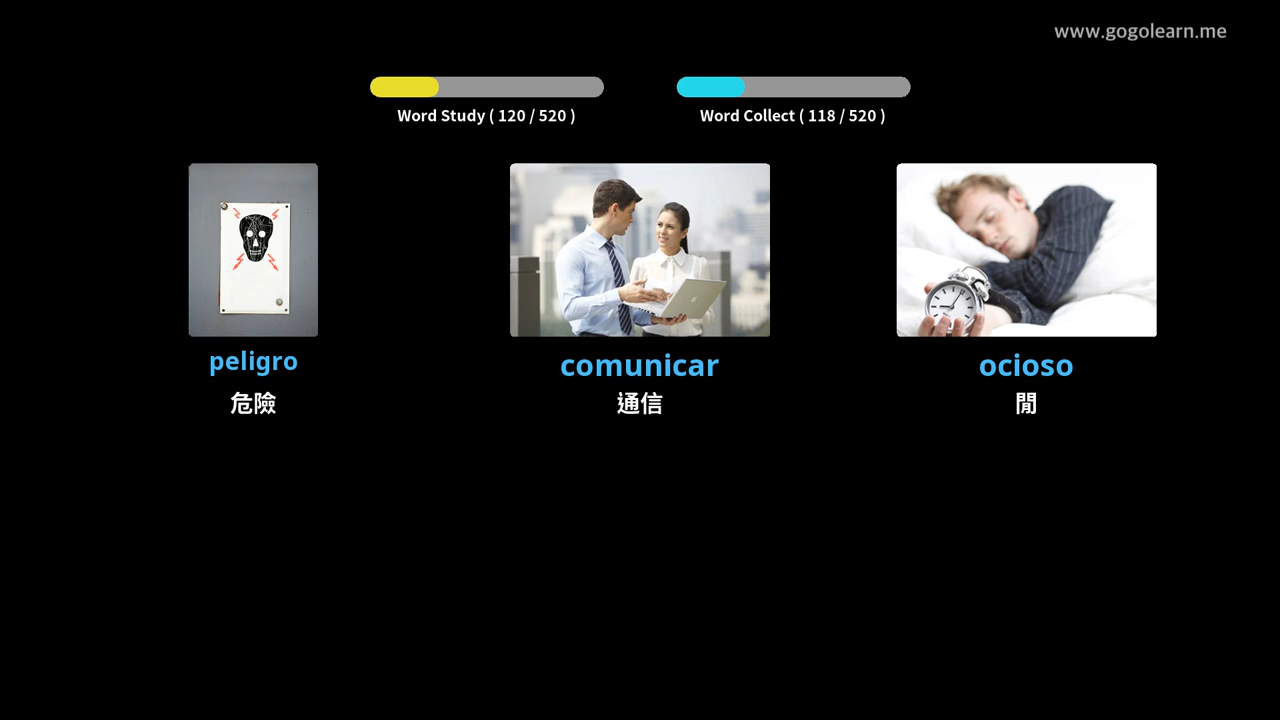 www.gogolearn.me
Word Study ( 120 / 520 )
Word Collect ( 118 / 520 )
peligro
危險
comunicar
通信
ocioso
閒